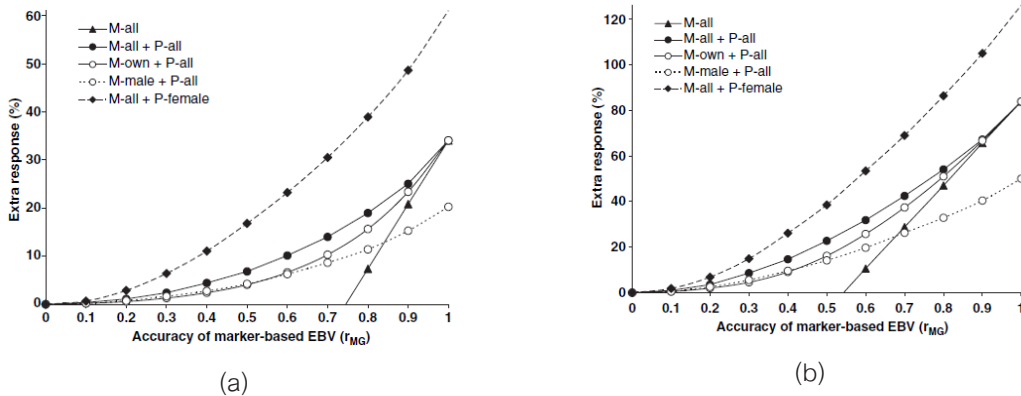 60
50
40
30
20
10
0
Extra response (%)
M-all
M-all + P-all
M-own + P-all
M-male + P-all
M-all + P-female
0 0.1 0.2 0.3 0.4 0.5 0.6 0.7 0.8 0.9 1
Accuracy of marker-based EBV (rMG)
(a)
120
100
80
60
40
20
0
Extra response (%)
M-all
M-all + P-all
M-own + P-all
M-male + P-all
M-all + P-female
0 0.1 0.2 0.3 0.4 0.5 0.6 0.7 0.8 0.9 1
Accuracy of marker-based EBV (rMG)
(b)